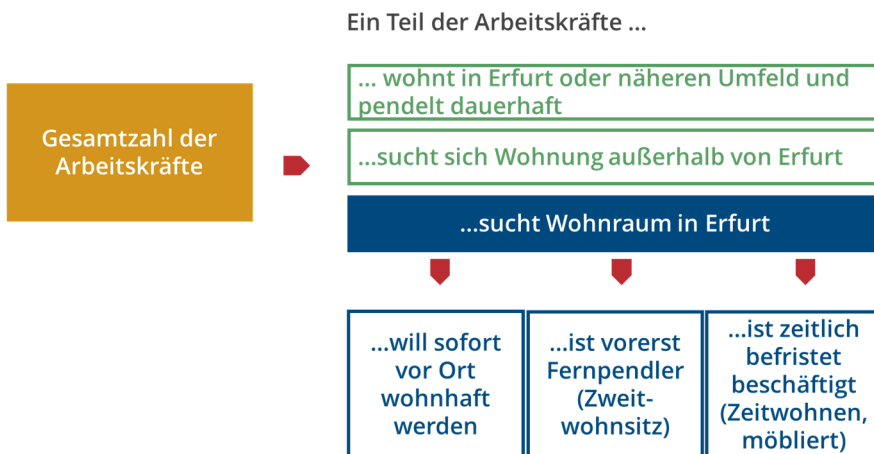 Ein Teil der Arbeitskräfte ...
Gesamtzahl der
Arbeitskräfte
... wohnt in Erfurt oder näheren Umfeld und
pendelt dauerhaft
...sucht sich Wohnung außerhalb von Erfurt
...sucht Wohnraum in Erfurt
...will sofort
vor Ort
wohnhaft
werden
...ist vorerst
Fernpendler
(Zweit-
wohnsitz)
...ist zeitlich
befristet
beschäftigt
(Zeitwohnen,
möbliert)